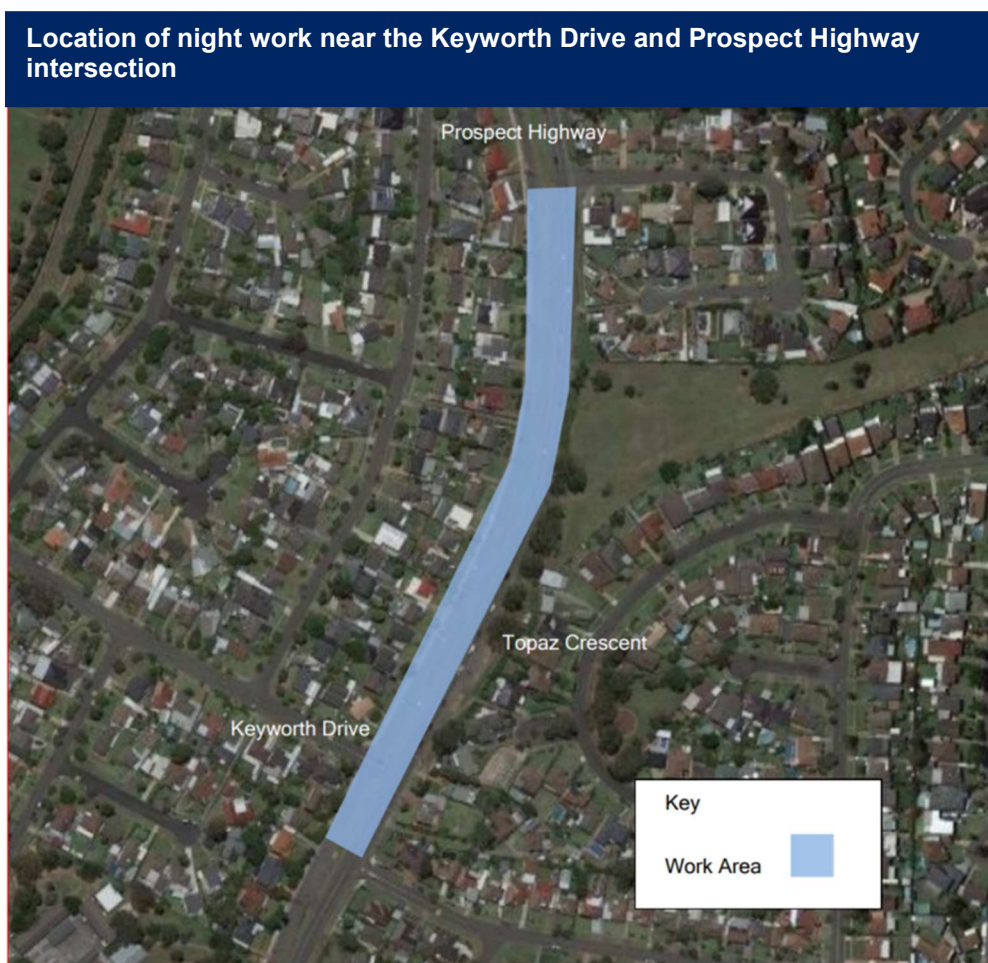 Location of night work near the Keyworth Drive and Prospect Highway
intersection
Prospect Highway
Topaz Crescent
Keyworth Drive
Key
Work Area